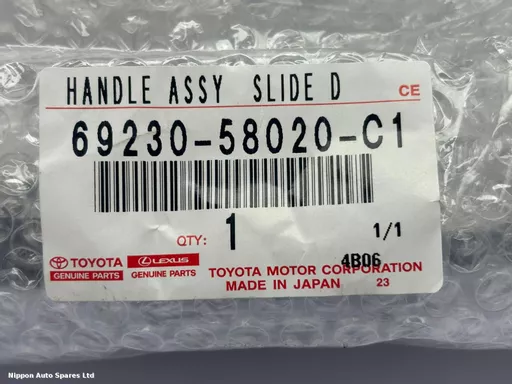 HANDLE ASSY SLIDE D
CE
69230-58020-C1
QTY: 1
1/1
4B06
TOYOTA
GENUINE PARTS
LEXUS
GENUINE PARTS
TOYOTA MOTOR CORPORATION
MADE IN JAPAN 23
Nippon Auto Spares Ltd